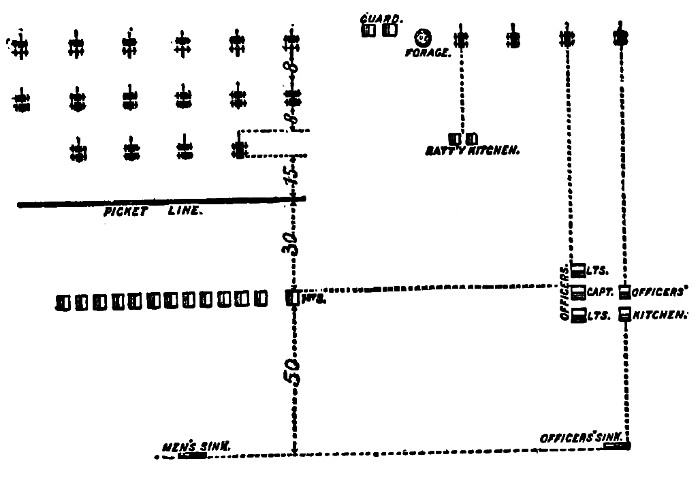 GUARD.
FORAGE.
8
8
BATT'Y KITCHEN.
15
PICKET LINE.
30
OFFICERS.
LTS.
CAPT.
OFFICERS'
LTS.
KITCHEN.
50
MEN'S SINK.
OFFICERS' SINK.